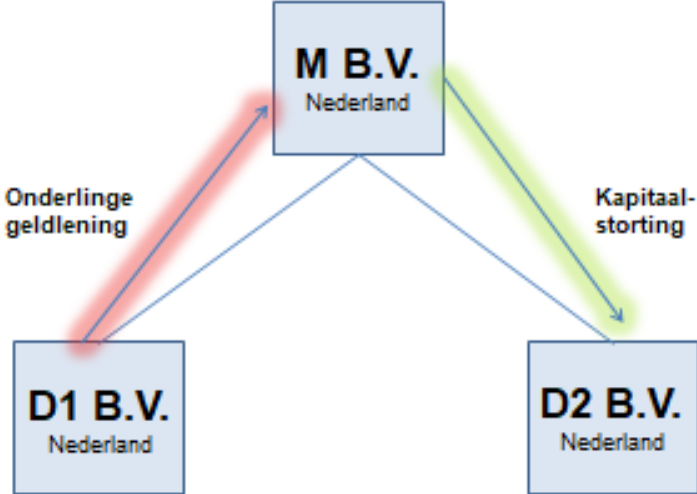 M B.V.
Nederland
Onderlinge
geldlening
Kapitaal-
storting
D1 B.V.
Nederland
D2 B.V.
Nederland